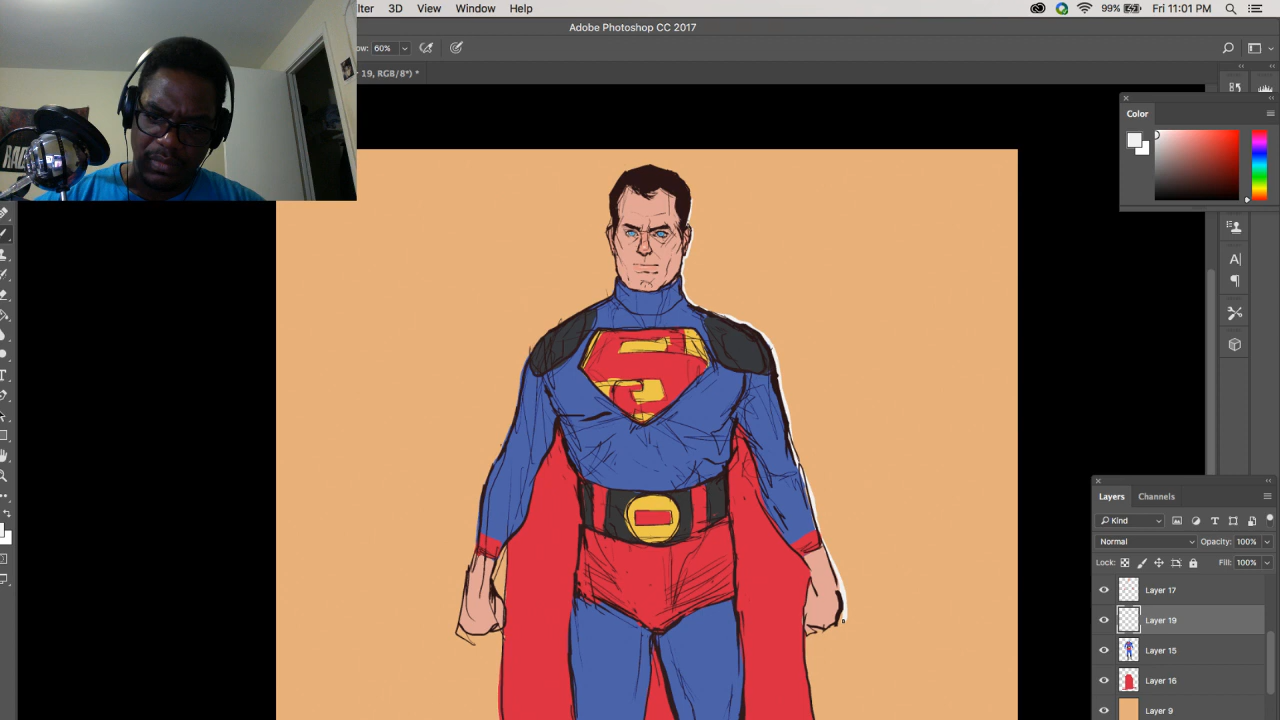 lter 3D View Window Help
99% Fri 11:01 PM
Adobe Photoshop CC 2017
ow: 60%
19, RGB/8*) *
Color
Layers Channels
Kind
Normal Opacity: 100%
Lock: Fill: 100%
Layer 17
Layer 19
Layer 15
Layer 16
Layer 9